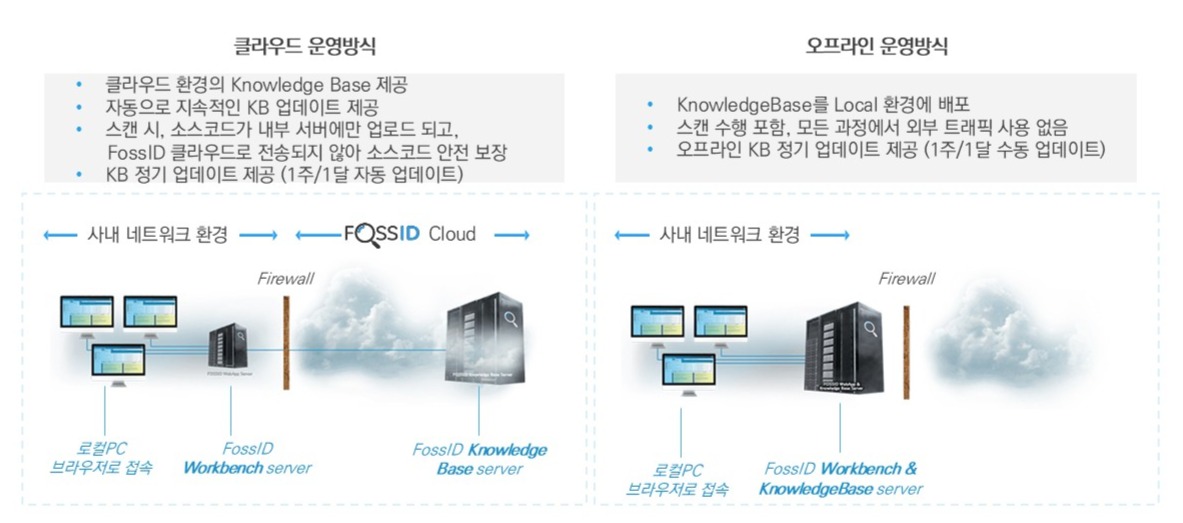 클라우드 운영방식
• 클라우드 환경의 Knowledge Base 제공
• 자동으로 지속적인 KB 업데이트 제공
• 스캔 시, 소스코드가 내부 서버에만 업로드 되고,
FossID 클라우드로 전송되지 않아 소스코드 안전 보장
• KB 정기 업데이트 제공 (1주/1달 자동 업데이트)
사내 네트워크 환경
FOSSID Cloud
Firewall
FOSSID WebApp Server
로컬PC
브라우저로 접속
FossID
Workbench server
FossID Knowledge
Base server
오프라인 운영방식
• KnowledgeBase를 Local 환경에 배포
• 스캔 수행 포함, 모든 과정에서 외부 트래픽 사용 없음
• 오프라인 KB 정기 업데이트 제공 (1주/1달 수동 업데이트)
사내 네트워크 환경
Firewall
FOSSID WebApp &
Knowledge Base Server
로컬PC
브라우저로 접속
FossID Workbench &
KnowledgeBase server